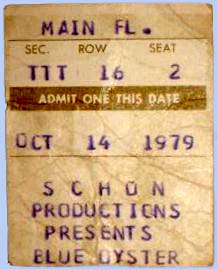 MAIN FL.
SEC. ROW SEAT
TTT 16 2
ADMIT ONE THIS DATE
OCT 14 1979
SCHON
PRODUCTIONS
PRESENTS
BLUE OYSTER